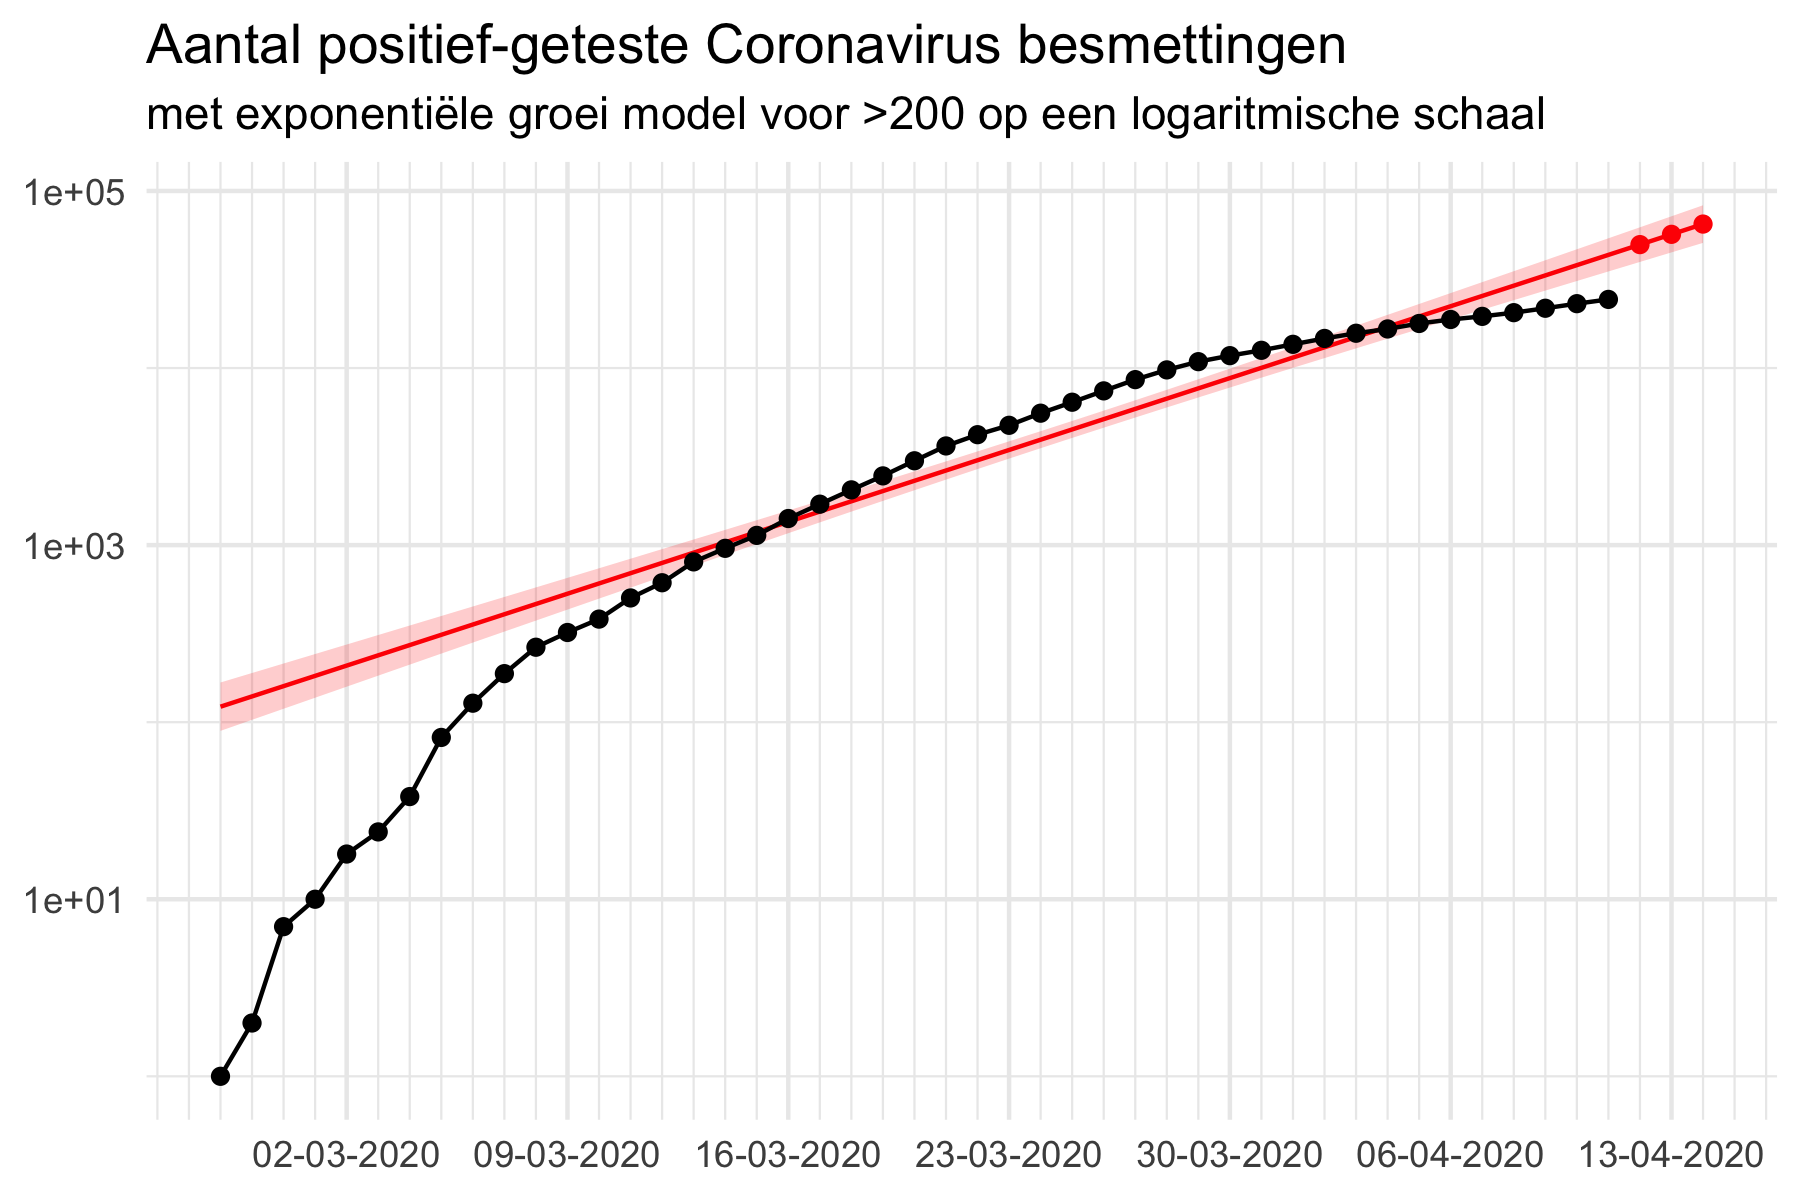 Aantal positief-geteste Coronavirus besmettingen
met exponentiële groei model voor >200 op een logaritmische schaal
1e+05
1e+03
1e+01
02-03-2020 09-03-2020 16-03-2020 23-03-2020 30-03-2020 06-04-2020 13-04-2020